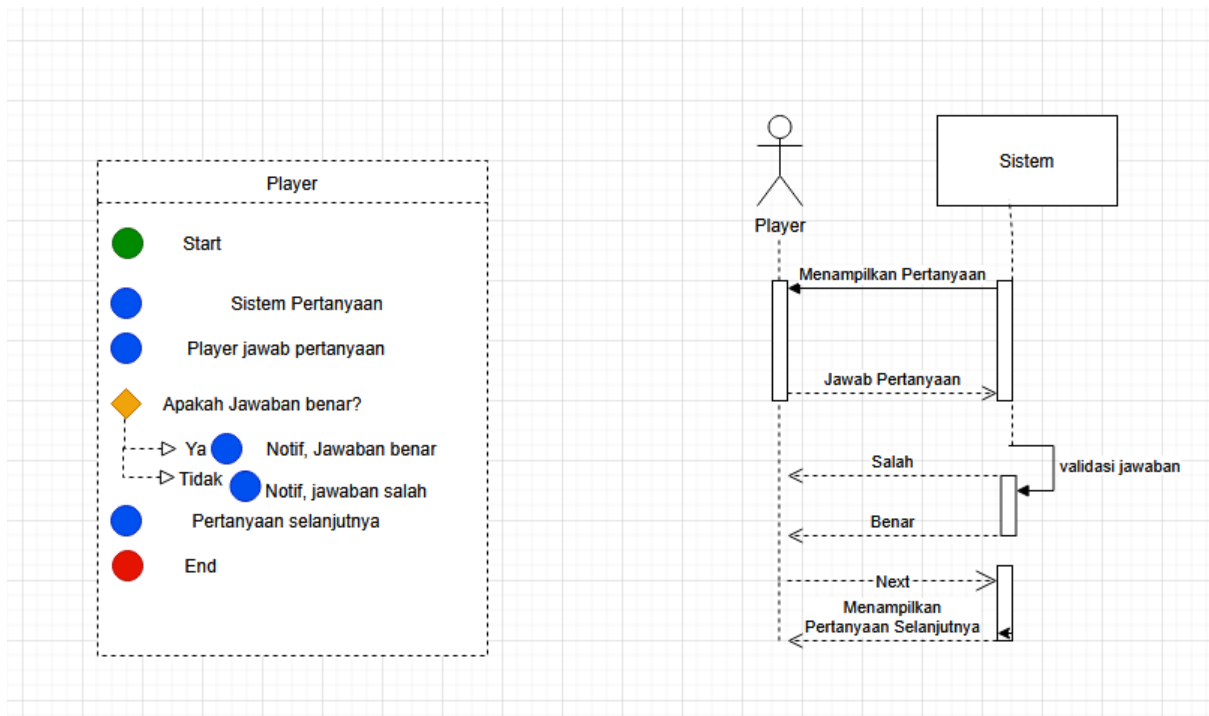 Player
Start
Sistem Pertanyaan
Player jawab pertanyaan
Apakah Jawaban benar?
Ya
Notif, Jawaban benar
Tidak
Notif, jawaban salah
Pertanyaan selanjutnya
End
Player
Sistem
Menampilkan Pertanyaan
Jawab Pertanyaan
validasi jawaban
Salah
Benar
Next
Menampilkan
Pertanyaan Selanjutnya